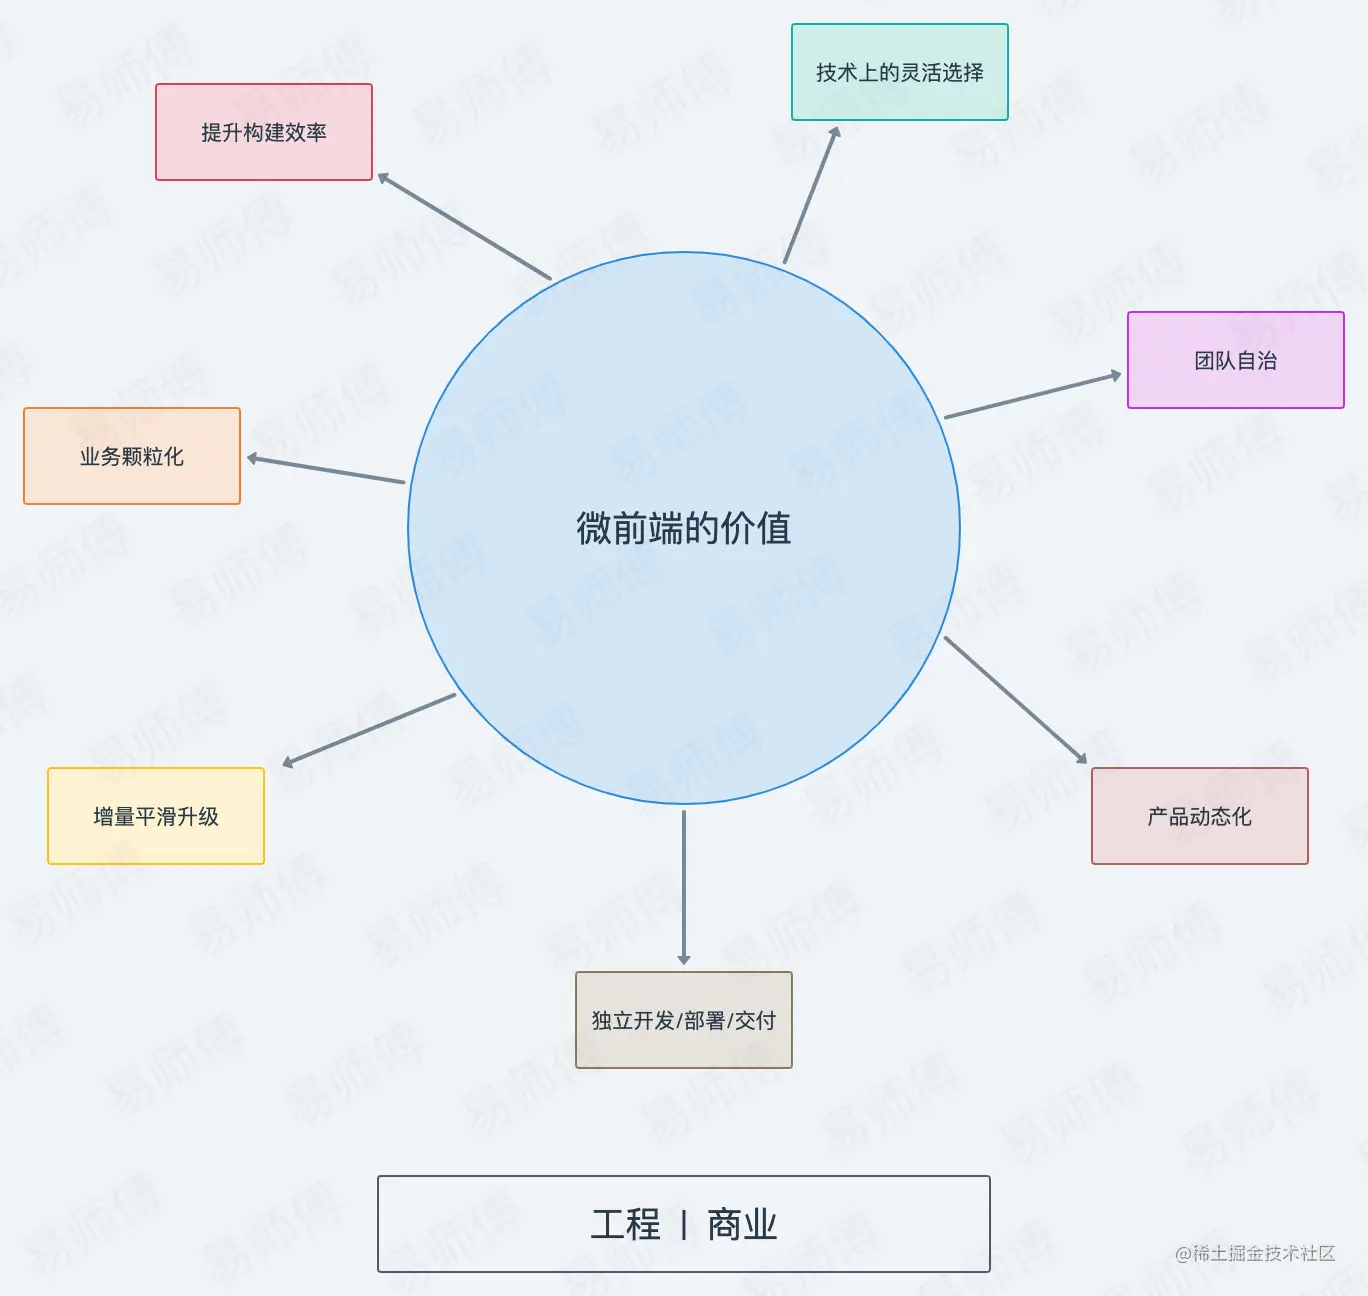 技术上的灵活选择
提升构建效率
团队自治
业务颗粒化
微前端的价值
增量平滑升级
产品动态化
独立开发/部署/交付
工程 | 商业
@稀土掘金技术社区
易师傅